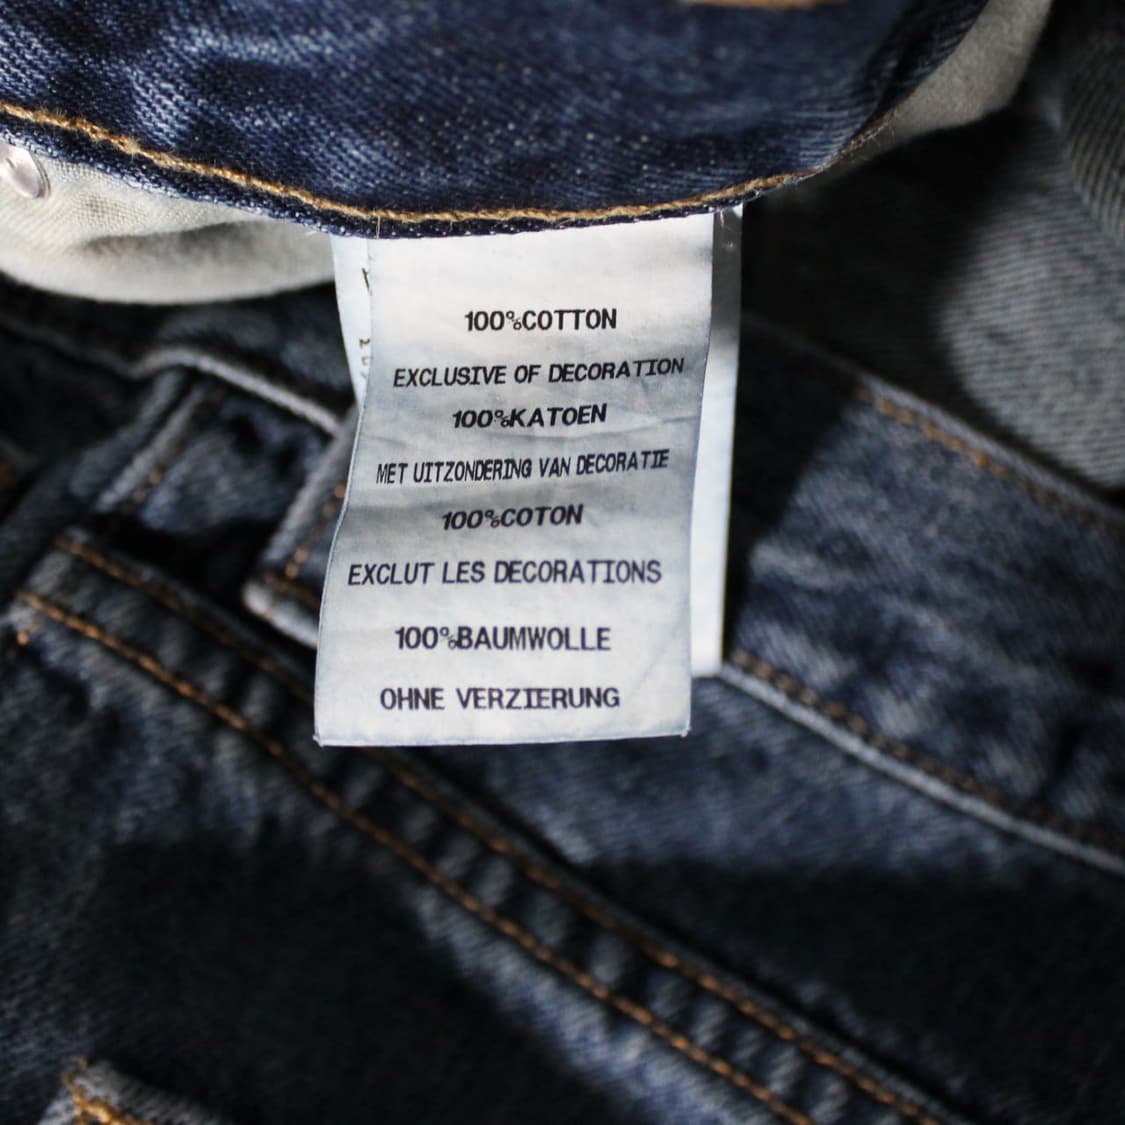 100%COTTON
EXCLUSIVE OF DECORATION
100%KATOEN
MET UITZONDERING VAN DECORATIE
100%COTON
EXCLUT LES DECORATIONS
100%BAUMWOLLE
OHNE VERZIERUNG